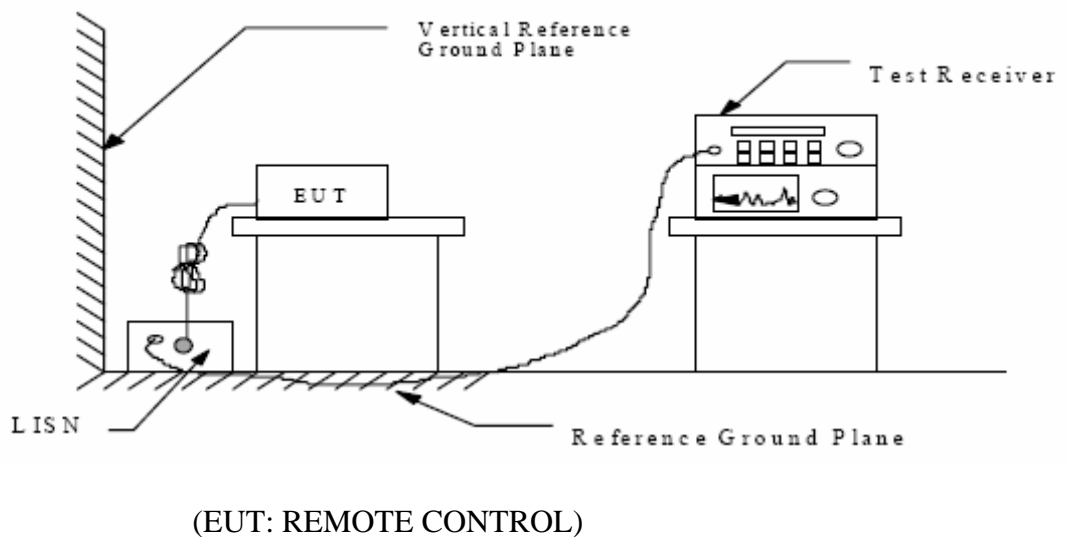 Vertical Reference
Ground Plane
Test Receiver
EUT
LISN
Reference Ground Plane
(EUT: REMOTE CONTROL)